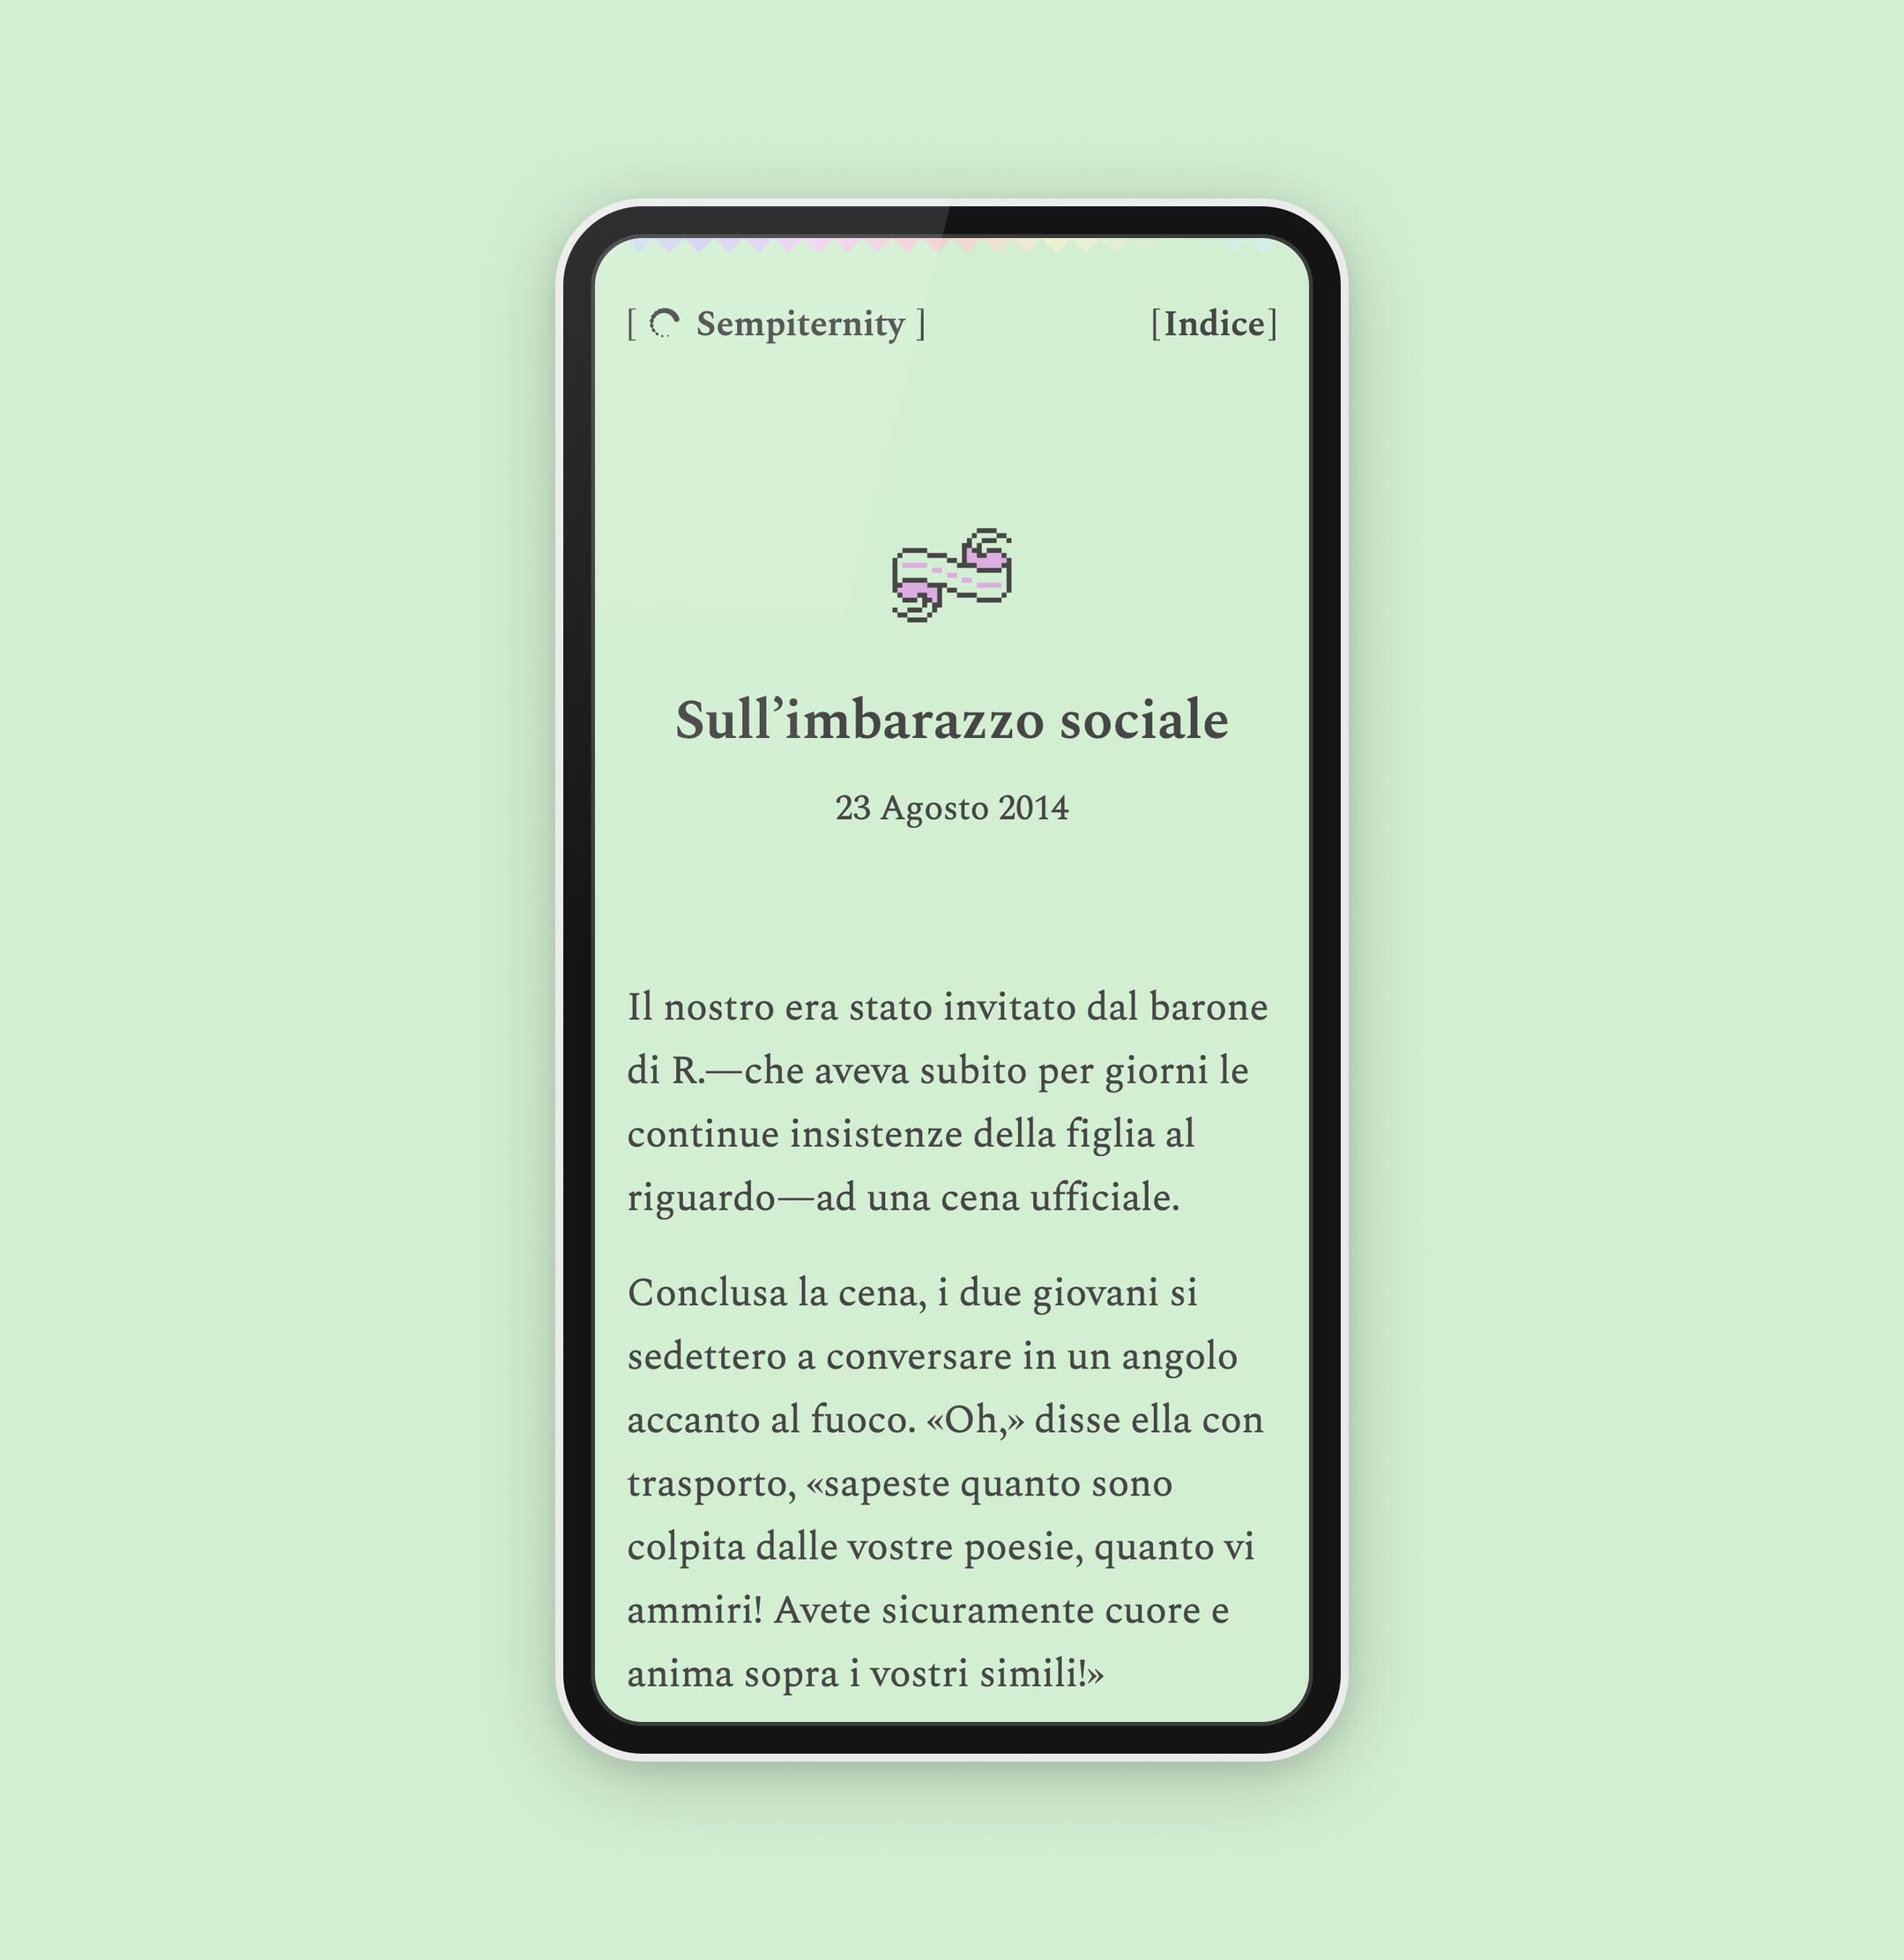 [ Sempiternity ]
[Indice]
Sull’imbarazzo sociale
23 Agosto 2014
Il nostro era stato invitato dal barone
di R.—che aveva subito per giorni le
continue insistenze della figlia al
riguardo—ad una cena ufficiale.
Conclusa la cena, i due giovani si
sedettero a conversare in un angolo
accanto al fuoco. «Oh,» disse ella con
trasporto, «sapeste quanto sono
colpita dalle vostre poesie, quanto vi
ammiri! Avete sicuramente cuore e
anima sopra i vostri simili!»